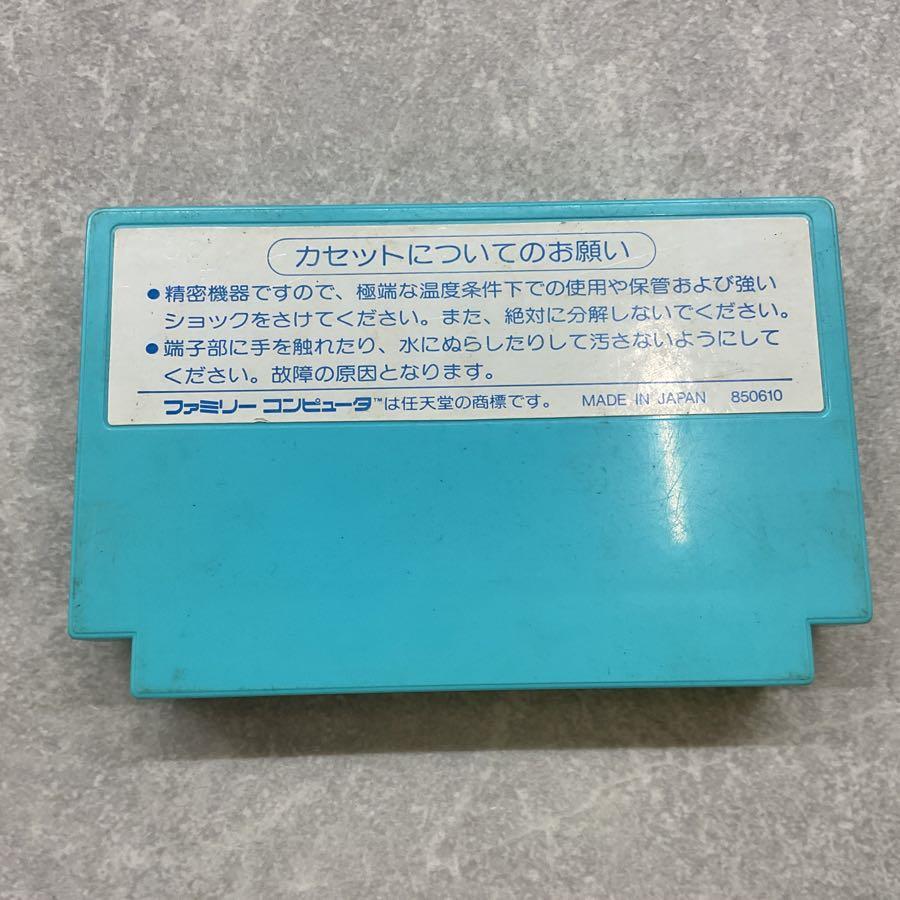 カセットについてのお願い
●精密機器ですので、極端な温度条件下での使用や保管および強い
ショックをさけてください。また、絶対に分解しないでください。
●端子部に手を触れたり、水にぬらしたりして汚さないようにして
ください。故障の原因となります。
ファミリー コンピュータ™は任天堂の商標です。 MADE IN JAPAN 850610